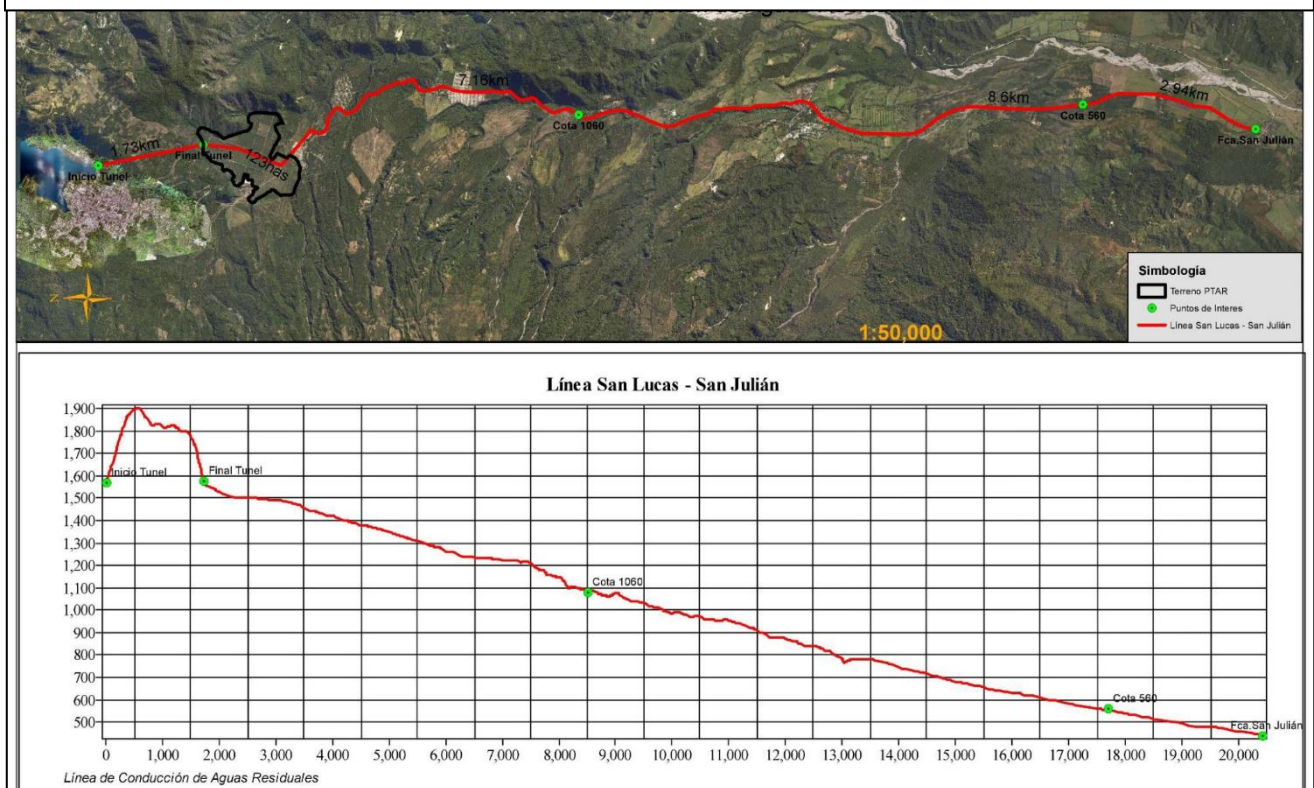 7.16km
2.94km
8.6km
Cota 1060
Cota 560
1.73km
Final Tunel
123has
Fca.San Julián
Inicio Tunel
N
Simbología
Terreno PTAR
Puntos de Interes
Línea San Lucas - San Julián
1:50,000
Línea San Lucas - San Julián
1,900
1,800
1,700
1,600
Inicio Tunel
Final Tunel
1,500
1,400
1,300
1,200
1,100
Cota 1060
1,000
900
800
700
600
Cota 560
500
Fca.San Julián
0 1,000 2,000 3,000 4,000 5,000 6,000 7,000 8,000 9,000 10,000 11,000 12,000 13,000 14,000 15,000 16,000 17,000 18,000 19,000 20,000
Línea de Conducción de Aguas Residuales